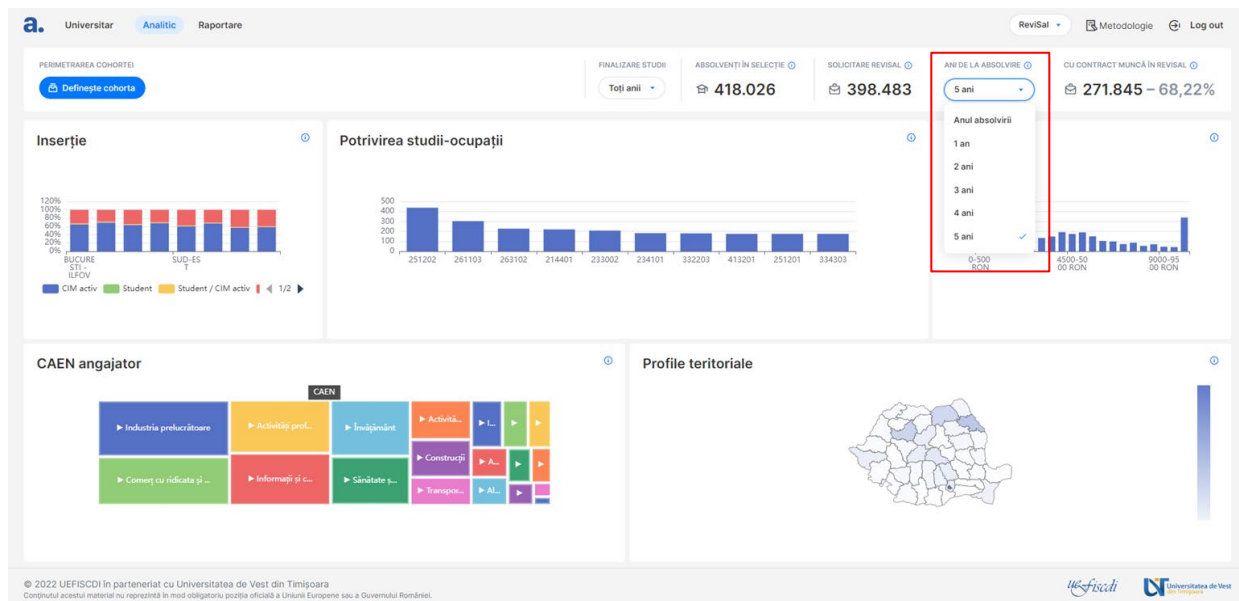 a.
Universitar
Analitic
Raportare
ReviSal
Metodologie
Log out
PERIMETRAREA COHORTEI
Definește cohorta
FINALIZARE STUDII
Toți anii
ABSOLVENȚI ÎN SELECȚIE
418.026
SOLICITARE REVISAL
398.483
ANI DE LA ABSOLVIRE
5 ani
CU CONTRACT MUNCĂ ÎN REVISAL
271.845 – 68,22%
Anul absolvirii
1 an
2 ani
3 ani
4 ani
5 ani
Inserție
120%
100%
80%
60%
40%
20%
0%
BUCURE
STI -
ILFOV
SUD-ES
T
CIM activ
Student
Student / CIM activ
1/2
Potrivirea studii-ocupații
500
400
300
200
100
0
251202
261103
263102
214401
233002
234101
332203
413201
251201
334303
0-500
RON
4500-50
00 RON
9000-95
00 RON
CAEN angajator
CAEN
Industria prelucrătoare
Activități prof...
Învățământ
Activită...
I...
Comerț cu ridicata și ...
Informații și c...
Sănătate ș...
Construcții
A...
Transpor...
Al...
Profile teritoriale
© 2022 UEFISCDI în parteneriat cu Universitatea de Vest din Timișoara
Conținutul acestui material nu reprezintă în mod obligatoriu poziția oficială a Uniunii Europene sau a Guvernului României.
uefiscdi
Universitatea de Vest
din Timișoara